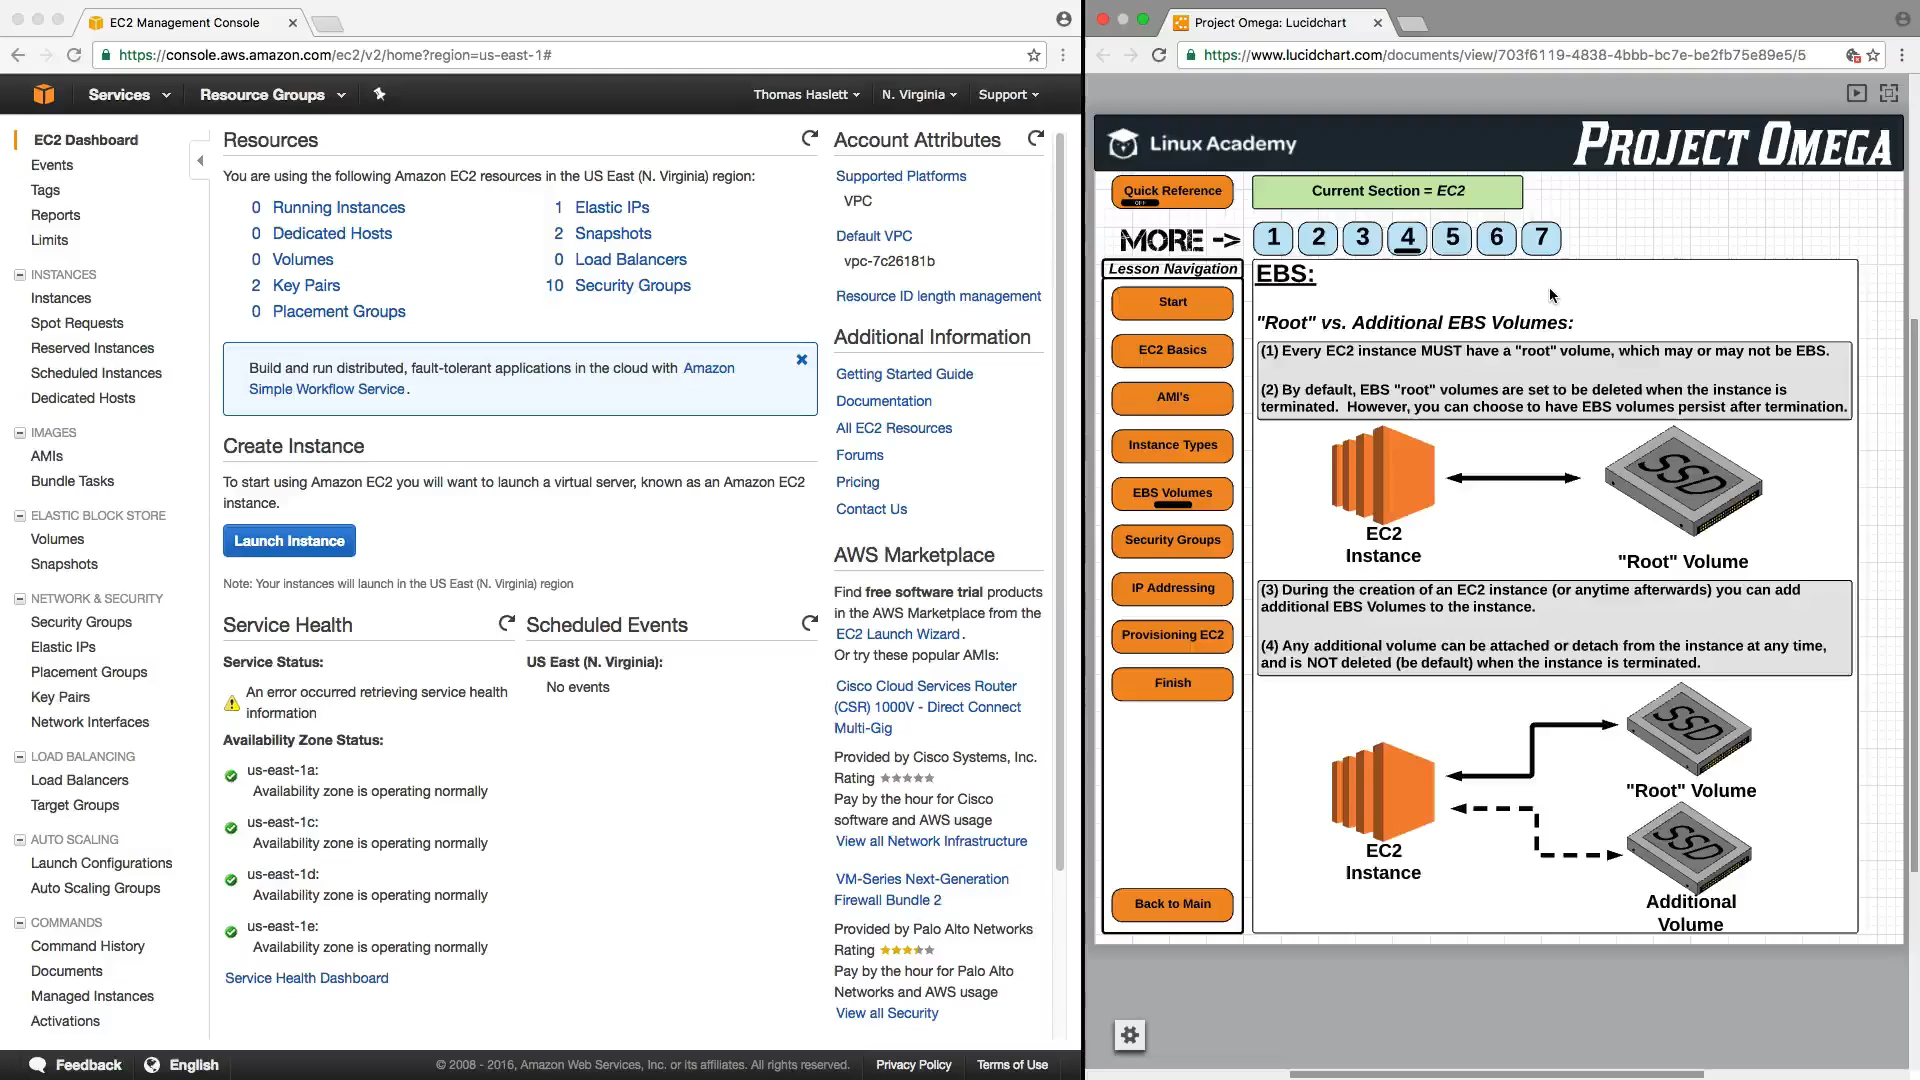 EC2 Management Console
https://console.aws.amazon.com/ec2/v2/home?region=us-east-1#
Services
Resource Groups
Thomas Haslett
N. Virginia
Support
EC2 Dashboard
Events
Tags
Reports
Limits
INSTANCES
Instances
Spot Requests
Reserved Instances
Scheduled Instances
Dedicated Hosts
IMAGES
AMIs
Bundle Tasks
ELASTIC BLOCK STORE
Volumes
Snapshots
NETWORK & SECURITY
Security Groups
Elastic IPs
Placement Groups
Key Pairs
Network Interfaces
LOAD BALANCING
Load Balancers
Target Groups
AUTO SCALING
Launch Configurations
Auto Scaling Groups
COMMANDS
Command History
Documents
Managed Instances
Activations
Resources
You are using the following Amazon EC2 resources in the US East (N. Virginia) region:
0 Running Instances
1 Elastic IPs
0 Dedicated Hosts
2 Snapshots
0 Volumes
0 Load Balancers
2 Key Pairs
10 Security Groups
0 Placement Groups
Build and run distributed, fault-tolerant applications in the cloud with Amazon
Simple Workflow Service.
Create Instance
To start using Amazon EC2 you will want to launch a virtual server, known as an Amazon EC2
instance.
Launch Instance
Note: Your instances will launch in the US East (N. Virginia) region
Service Health
Service Status:
An error occurred retrieving service health
information
Availability Zone Status:
us-east-1a:
Availability zone is operating normally
us-east-1c:
Availability zone is operating normally
us-east-1d:
Availability zone is operating normally
us-east-1e:
Availability zone is operating normally
Service Health Dashboard
Scheduled Events
US East (N. Virginia):
No events
Account Attributes
Supported Platforms
VPC
Default VPC
vpc-7c26181b
Resource ID length management
Additional Information
Getting Started Guide
Documentation
All EC2 Resources
Forums
Pricing
Contact Us
AWS Marketplace
Find free software trial products
in the AWS Marketplace from the
EC2 Launch Wizard.
Or try these popular AMIs:
Cisco Cloud Services Router
(CSR) 1000V - Direct Connect
Multi-Gig
Provided by Cisco Systems, Inc.
Rating
Pay by the hour for Cisco
software and AWS usage
View all Network Infrastructure
VM-Series Next-Generation
Firewall Bundle 2
Provided by Palo Alto Networks
Rating
Pay by the hour for Palo Alto
Networks and AWS usage
View all Security
Feedback
English
© 2008 - 2016, Amazon Web Services, Inc. or its affiliates. All rights reserved.
Privacy Policy
Terms of Use
Project Omega: Lucidchart
https://www.lucidchart.com/documents/view/703f6119-4838-4bbb-bc7e-be2fb75e89e5/5
Linux Academy
PROJECT OMEGA
Quick Reference
OFF
Current Section = EC2
MORE ->
1 2 3 4 5 6 7
Lesson Navigation
Start
EC2 Basics
AMI's
Instance Types
EBS Volumes
Security Groups
IP Addressing
Provisioning EC2
Finish
Back to Main
EBS:
"Root" vs. Additional EBS Volumes:
(1) Every EC2 instance MUST have a "root" volume, which may or may not be EBS.
(2) By default, EBS "root" volumes are set to be deleted when the instance is
terminated. However, you can choose to have EBS volumes persist after termination.
SSD
EC2
Instance
"Root" Volume
(3) During the creation of an EC2 instance (or anytime afterwards) you can add
additional EBS Volumes to the instance.
(4) Any additional volume can be attached or detach from the instance at any time,
and is NOT deleted (be default) when the instance is terminated.
SSD
"Root" Volume
EC2
Instance
SSD
Additional
Volume